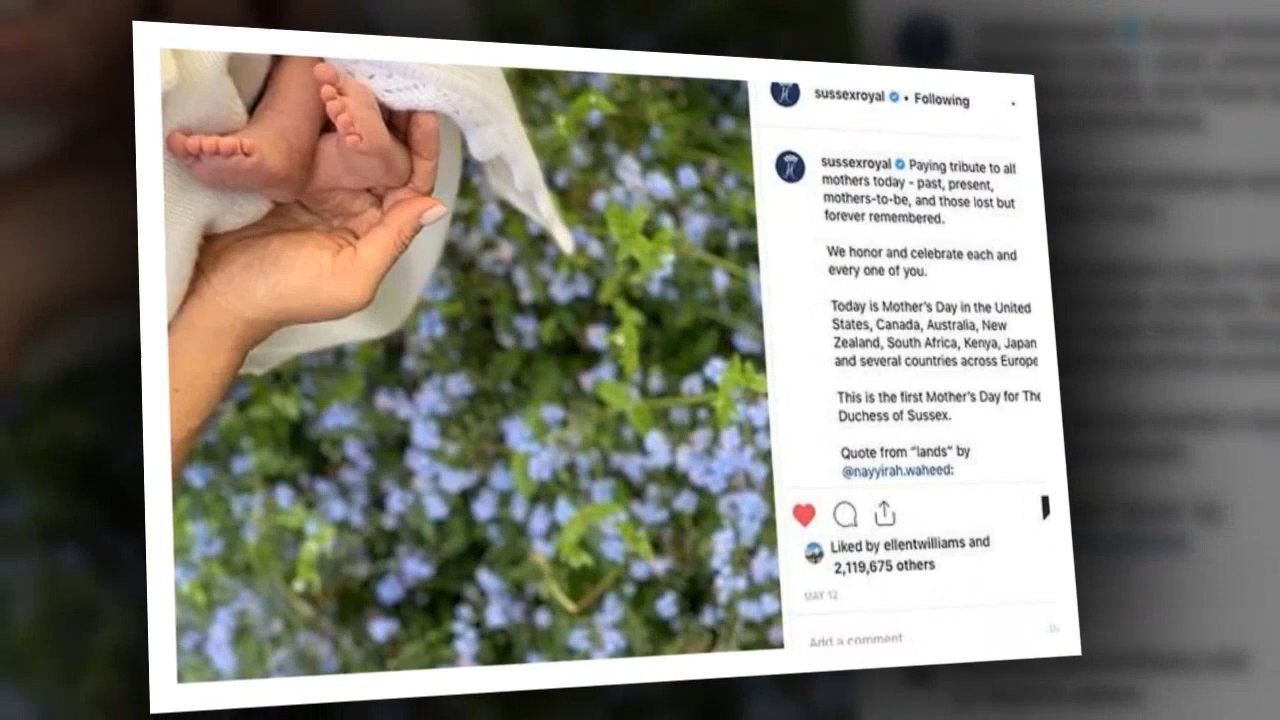 sussexroyal • Following
sussexroyal Paying tribute to all
mothers today - past, present,
mothers-to-be, and those lost but
forever remembered.
We honor and celebrate each and
every one of you.
Today is Mother's Day in the United
States, Canada, Australia, New
Zealand, South Africa, Kenya, Japan
and several countries across Europe
This is the first Mother's Day for The
Duchess of Sussex.
Quote from "lands" by
@nayyirah.waheed:
Liked by ellentwilliams and
2,119,675 others
MAY 12
Add a comment